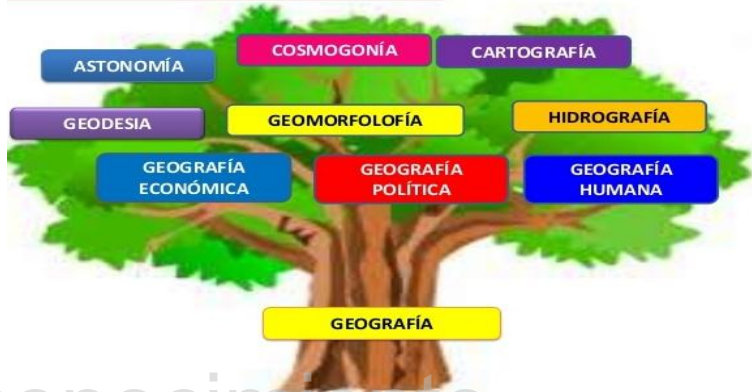 ASTONOMÍA
COSMOGONÍA
CARTOGRAFÍA
GEODESIA
GEOMORFOLOFÍA
HIDROGRAFÍA
GEOGRAFÍA
ECONÓMICA
GEOGRAFÍA
POLÍTICA
GEOGRAFÍA
HUMANA
GEOGRAFÍA